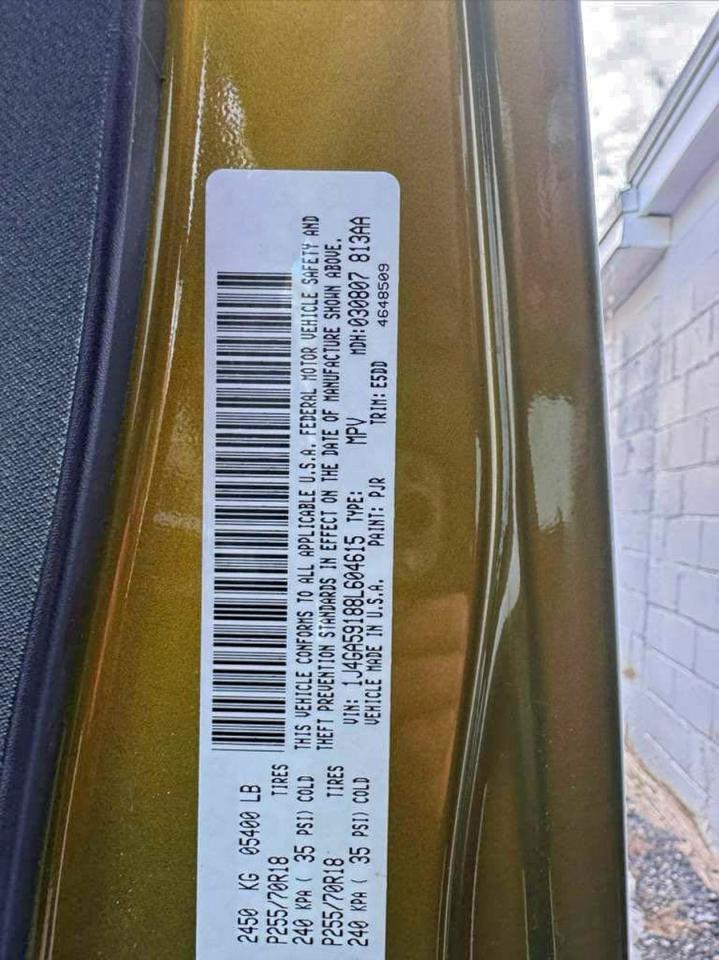 2450 KG 05400 LB
P255/70R18 TIRES
240 KPA ( 35 PSI) COLD
P255/70R18 TIRES
240 KPA ( 35 PSI) COLD
THIS VEHICLE CONFORMS TO ALL APPLICABLE U.S.A. FEDERAL MOTOR VEHICLE SAFETY AND
THEFT PREVENTION STANDARDS IN EFFECT ON THE DATE OF MANUFACTURE SHOWN ABOVE.
VIN: 1J4GA59188L604615 TYPE: MPV MDH:030807 813AA
VEHICLE MADE IN U.S.A. PAINT: PJR TRIM: E5DD 4648509